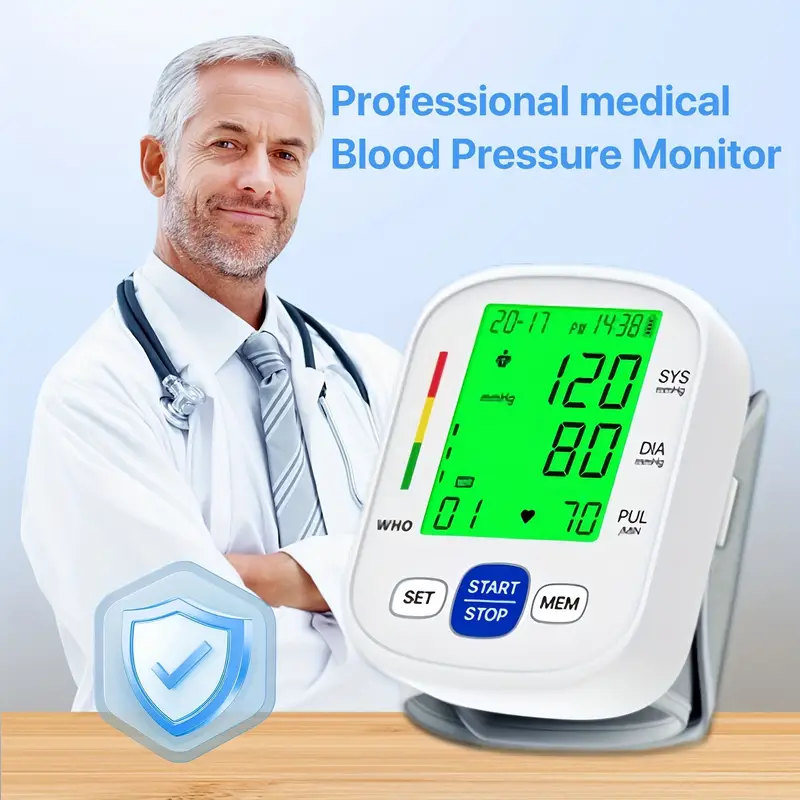 Professional medical
Blood Pressure Monitor
20-17 PM 14:38
120 SYS
mmHg mmHg
80 DIA
mmHg
01 70 PUL
/MIN
WHO
SET START STOP MEM